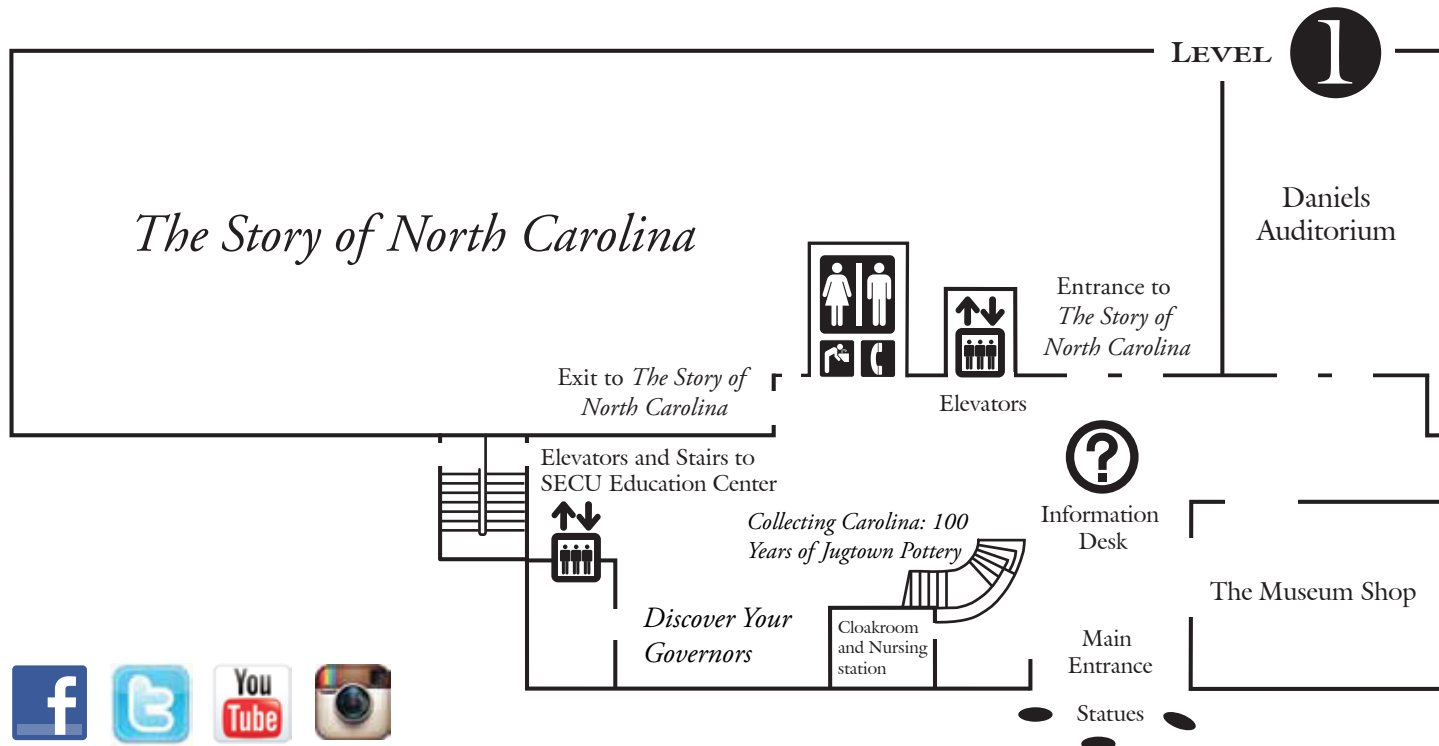 LEVEL 1
Daniels
Auditorium
The Story of North Carolina
Entrance to
The Story of
North Carolina
Exit to The Story of
North Carolina
Elevators
Elevators and Stairs to
SECU Education Center
?
Information
Desk
Collecting Carolina: 100
Years of Jugtown Pottery
The Museum Shop
Discover Your
Governors
Cloakroom
and Nursing
station
Main
Entrance
Statues
f
t
You
Tube